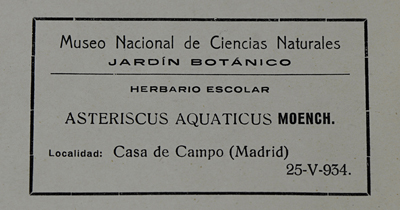 Museo Nacional de Ciencias Naturales
JARDÍN BOTÁNICO
HERBARIO ESCOLAR
ASTERISCUS AQUATICUS MOENCH.
Localidad: Casa de Campo (Madrid)
25-V-934.